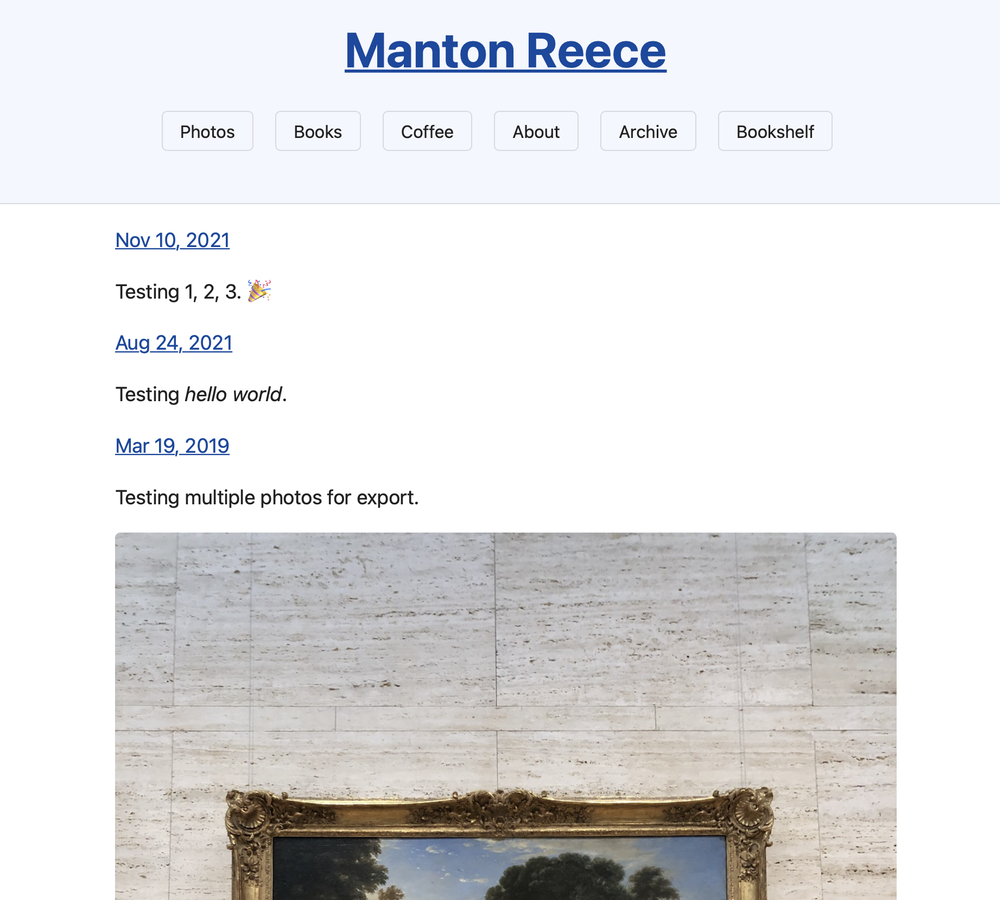 Manton Reece
Photos Books Coffee About Archive Bookshelf
Nov 10, 2021
Testing 1, 2, 3. 🎉
Aug 24, 2021
Testing hello world.
Mar 19, 2019
Testing multiple photos for export.